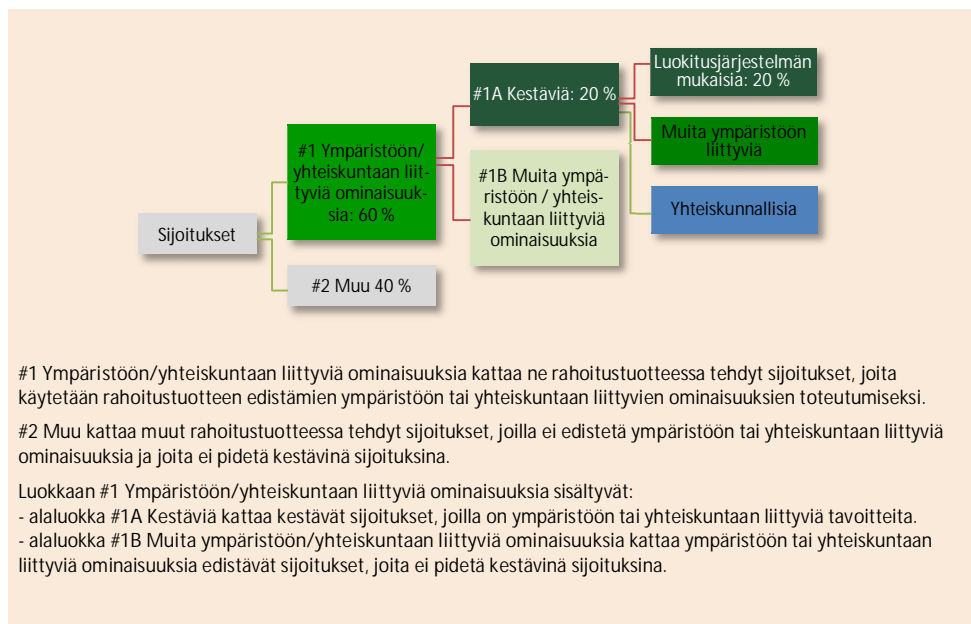 Luokitusjärjestelmän
mukaisia: 20 %
#1A Kestäviä: 20 %
Muita ympäristöön
liittyviä
#1 Ympäristöön/
yhteiskuntaan liit-
tyviä ominaisuuk-
sia: 60 %
#1B Muita ympä-
ristöön / yhteis-
kuntaan liittyviä
ominaisuuksia
Yhteiskunnallisia
Sijoitukset
#2 Muu 40 %
#1 Ympäristöön/yhteiskuntaan liittyviä ominaisuuksia kattaa ne rahoitustuotteessa tehdyt sijoitukset, joita
käytetään rahoitustuotteen edistämien ympäristöön tai yhteiskuntaan liittyvien ominaisuuksien toteutumiseksi.
#2 Muu kattaa muut rahoitustuotteessa tehdyt sijoitukset, joilla ei edistetä ympäristöön tai yhteiskuntaan liittyviä
ominaisuuksia ja joita ei pidetä kestävinä sijoituksina.
Luokkaan #1 Ympäristöön/yhteiskuntaan liittyviä ominaisuuksia sisältyvät:
- alaluokka #1A Kestäviä kattaa kestävät sijoitukset, joilla on ympäristöön tai yhteiskuntaan liittyviä tavoitteita.
- alaluokka #1B Muita ympäristöön/yhteiskuntaan liittyviä ominaisuuksia kattaa ympäristöön tai yhteiskuntaan
liittyviä ominaisuuksia edistävät sijoitukset, joita ei pidetä kestävinä sijoituksina.